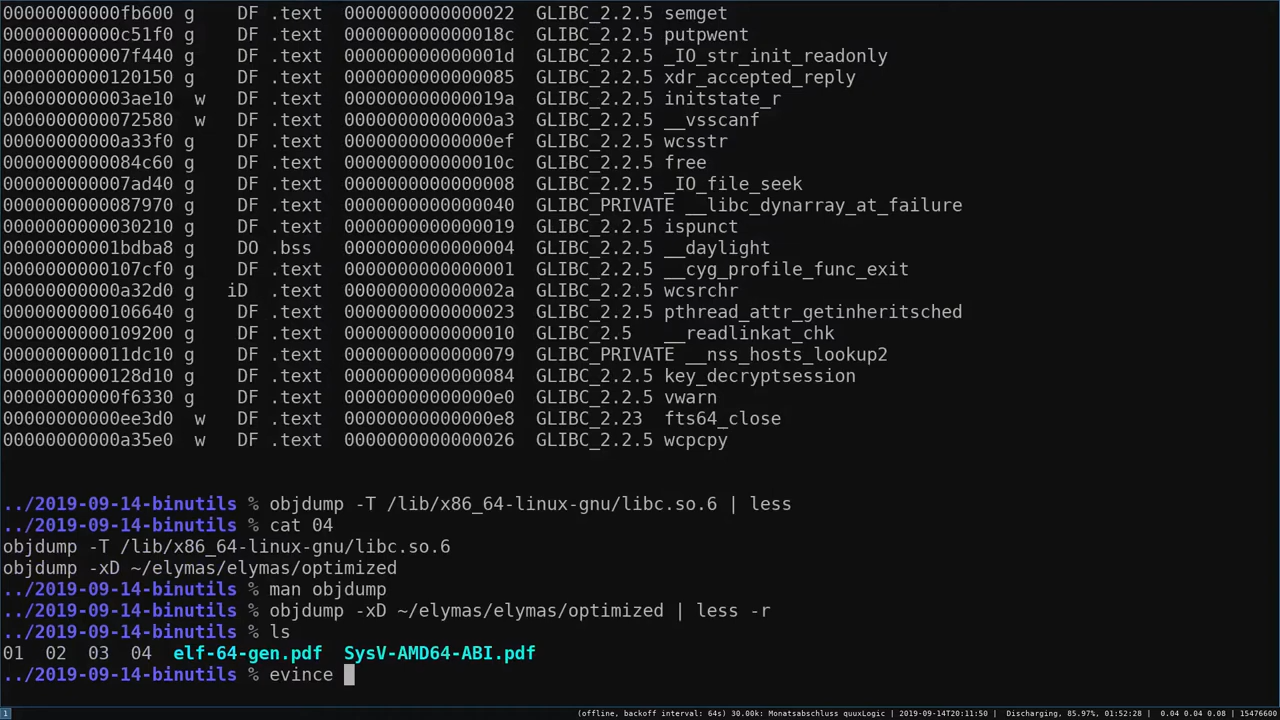 00000000000fb600 g    DF .text  0000000000000022  GLIBC_2.2.5 semget
00000000000c51f0 g    DF .text  000000000000018c  GLIBC_2.2.5 putpwent
000000000007f440 g    DF .text  000000000000001d  GLIBC_2.2.5 _IO_str_init_readonly
0000000000120150 g    DF .text  0000000000000085  GLIBC_2.2.5 xdr_accepted_reply
000000000003ae10  w   DF .text  000000000000019a  GLIBC_2.2.5 initstate_r
0000000000072580  w   DF .text  00000000000000a3  GLIBC_2.2.5 __vsscanf
00000000000a33f0 g    DF .text  00000000000000ef  GLIBC_2.2.5 wcsstr
0000000000084c60 g    DF .text  000000000000010c  GLIBC_2.2.5 free
000000000007ad40 g    DF .text  0000000000000008  GLIBC_2.2.5 _IO_file_seek
0000000000087970 g    DF .text  0000000000000040  GLIBC_PRIVATE __libc_dynarray_at_failure
0000000000030210 g    DF .text  0000000000000019  GLIBC_2.2.5 ispunct
00000000001bdba8 g    DO .bss   0000000000000004  GLIBC_2.2.5 __daylight
0000000000107cf0 g    DF .text  0000000000000001  GLIBC_2.2.5 __cyg_profile_func_exit
00000000000a32d0 g   iD  .text  000000000000002a  GLIBC_2.2.5 wcsrchr
0000000000106640 g    DF .text  0000000000000023  GLIBC_2.2.5 pthread_attr_getinheritsched
0000000000109200 g    DF .text  0000000000000010  GLIBC_2.5   __readlinkat_chk
000000000011dc10 g    DF .text  0000000000000079  GLIBC_PRIVATE __nss_hosts_lookup2
0000000000128d10 g    DF .text  0000000000000084  GLIBC_2.2.5 key_decryptsession
00000000000f6330 g    DF .text  00000000000000e0  GLIBC_2.2.5 vwarn
00000000000ee3d0  w   DF .text  00000000000000e8  GLIBC_2.23  fts64_close
00000000000a35e0  w   DF .text  0000000000000026  GLIBC_2.2.5 wcpcpy
../2019-09-14-binutils % objdump -T /lib/x86_64-linux-gnu/libc.so.6 | less
../2019-09-14-binutils % cat 04
objdump -T /lib/x86_64-linux-gnu/libc.so.6
objdump -xD ~/elymas/elymas/optimized
../2019-09-14-binutils % man objdump
../2019-09-14-binutils % objdump -xD ~/elymas/elymas/optimized | less -r
../2019-09-14-binutils % ls
01  02  03  04  elf-64-gen.pdf  SysV-AMD64-ABI.pdf
../2019-09-14-binutils % evince
1 (offline, backoff interval: 64s) 30.00k: Monatsabschluss quuxLogic | 2019-09-14T20:11:50 | Discharging, 85.97%, 01:52:28 | 0.04 0.04 0.08 | 15476600